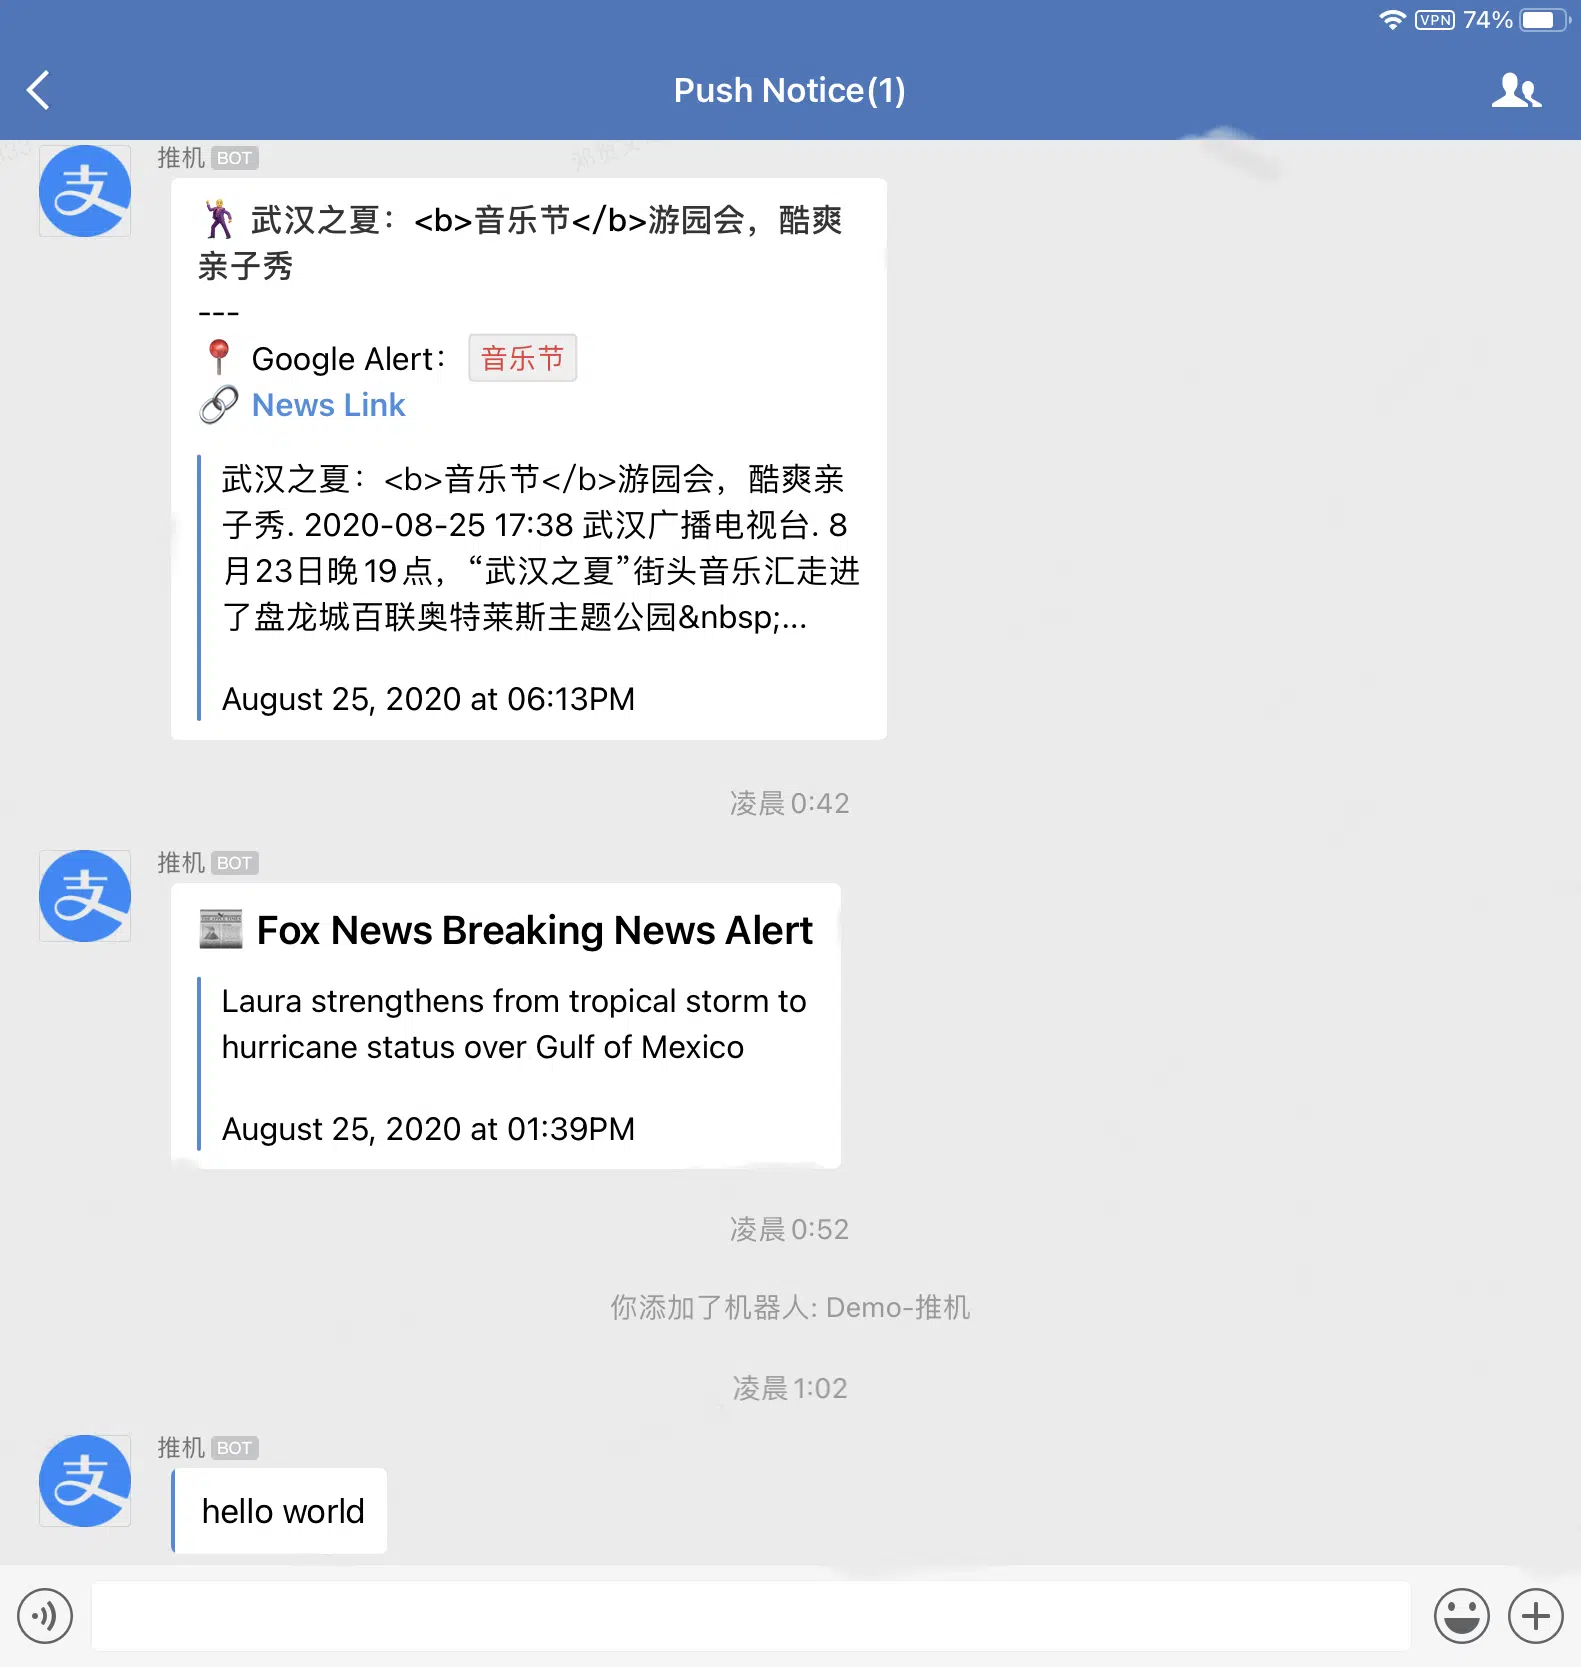 VPN 74%
Push Notice(1)
推机 BOT
武汉之夏：<b>音乐节</b>游园会，酷爽
亲子秀
---
Google Alert： 音乐节
News Link
武汉之夏：<b>音乐节</b>游园会，酷爽亲
子秀. 2020-08-25 17:38 武汉广播电视台. 8
月23日晚19点，“武汉之夏”街头音乐汇走进
了盘龙城百联奥特莱斯主题公园&nbsp;...
August 25, 2020 at 06:13PM
凌晨0:42
推机 BOT
Fox News Breaking News Alert
Laura strengthens from tropical storm to
hurricane status over Gulf of Mexico
August 25, 2020 at 01:39PM
凌晨0:52
你添加了机器人: Demo-推机
凌晨1:02
推机 BOT
hello world